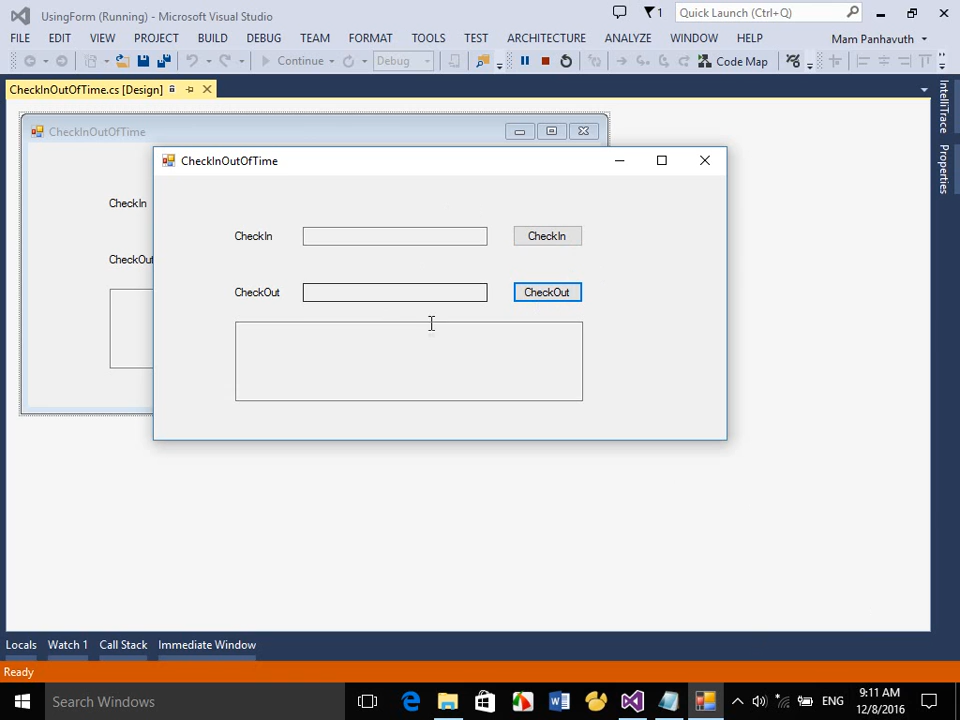 UsingForm (Running) - Microsoft Visual Studio
1
Quick Launch (Ctrl+Q)
FILE EDIT VIEW PROJECT BUILD DEBUG TEAM FORMAT TOOLS TEST ARCHITECTURE ANALYZE WINDOW HELP Mam Panhavuth
Continue Debug Code Map
CheckInOutOfTime.cs [Design]
IntelliTrace
Properties
CheckInOutOfTime
CheckIn
CheckOut
CheckInOutOfTime
CheckIn CheckIn
CheckOut CheckOut
Locals Watch 1 Call Stack Immediate Window
Ready
Search Windows
ENG
9:11 AM
12/8/2016